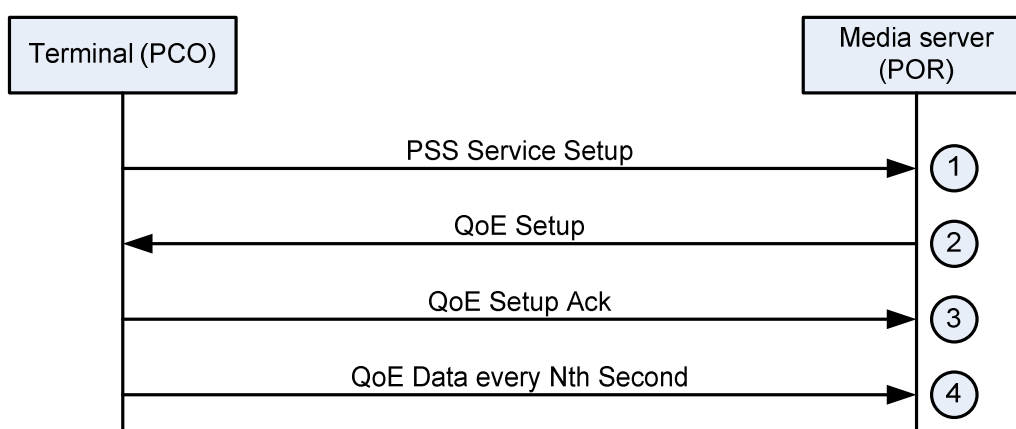 Terminal (PCO)
Media server
(POR)
PSS Service Setup
1
QoE Setup
2
QoE Setup Ack
3
QoE Data every Nth Second
4